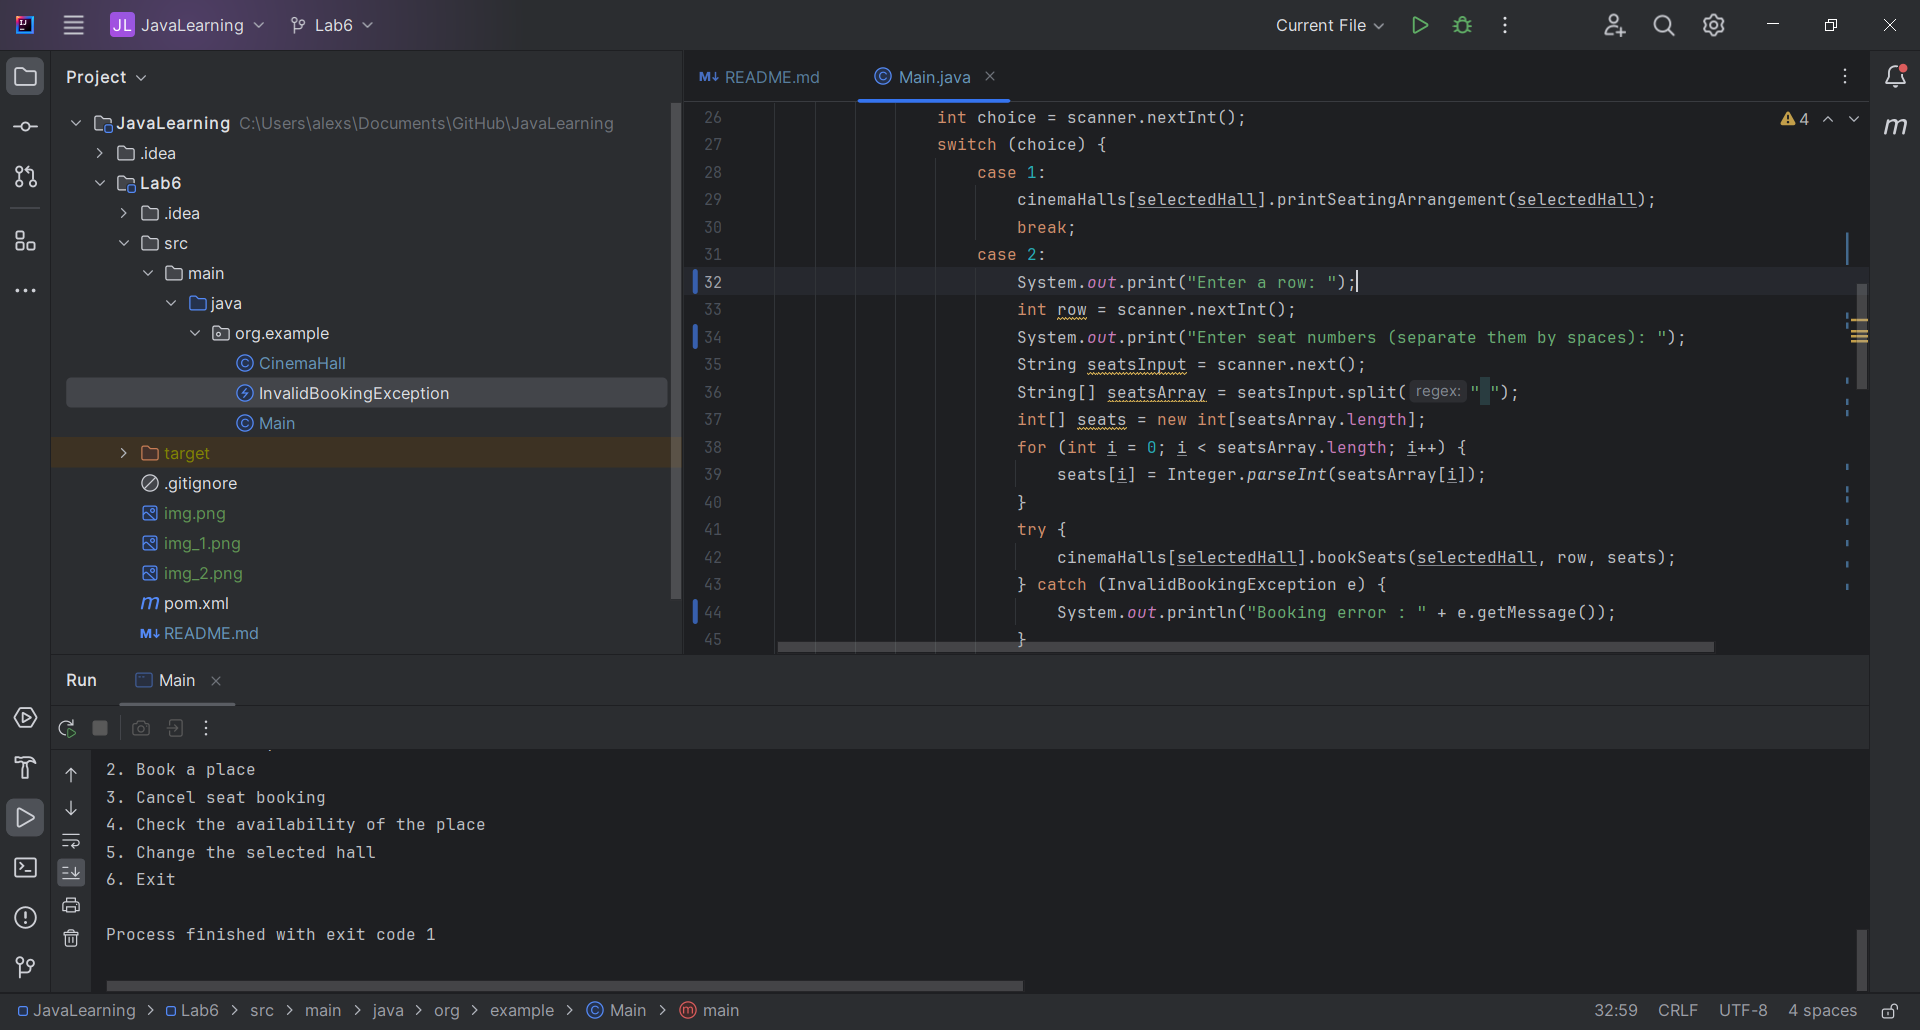 JL JavaLearning Lab6 Current File
Project
README.md Main.java
JavaLearning C:\Users\alexs\Documents\GitHub\JavaLearning
.idea
Lab6
.idea
src
main
java
org.example
CinemaHall
InvalidBookingException
Main
target
.gitignore
img.png
img_1.png
img_2.png
m pom.xml
README.md
4
26 int choice = scanner.nextInt();
27 switch (choice) {
28 case 1:
29 cinemaHalls[selectedHall].printSeatingArrangement(selectedHall);
30 break;
31 case 2:
32 System.out.print("Enter a row: ");
33 int row = scanner.nextInt();
34 System.out.print("Enter seat numbers (separate them by spaces): ");
35 String seatsInput = scanner.next();
36 String[] seatsArray = seatsInput.split( regex: " ");
37 int[] seats = new int[seatsArray.length];
38 for (int i = 0; i < seatsArray.length; i++) {
39 seats[i] = Integer.parseInt(seatsArray[i]);
40 }
41 try {
42 cinemaHalls[selectedHall].bookSeats(selectedHall, row, seats);
43 } catch (InvalidBookingException e) {
44 System.out.println("Booking error : " + e.getMessage());
45 }
Run Main
2. Book a place
3. Cancel seat booking
4. Check the availability of the place
5. Change the selected hall
6. Exit
Process finished with exit code 1
JavaLearning > Lab6 > src > main > java > org > example > Main > main 32:59 CRLF UTF-8 4 spaces